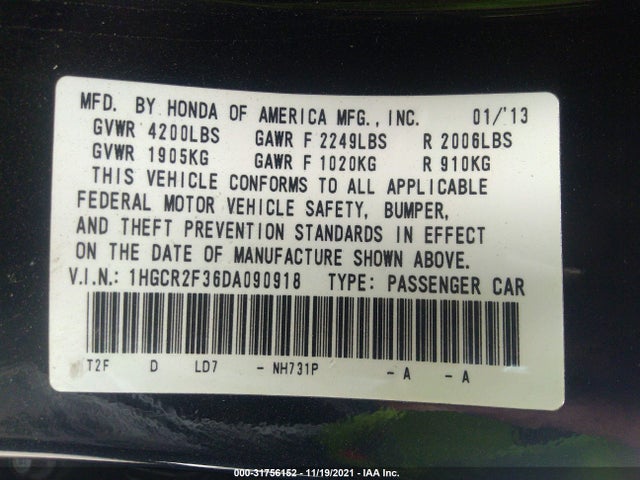 MFD. BY HONDA OF AMERICA MFG., INC. 01/'13
GVWR 4200LBS GAWR F 2249LBS R 2006LBS
GVWR 1905KG GAWR F 1020KG R 910KG
THIS VEHICLE CONFORMS TO ALL APPLICABLE
FEDERAL MOTOR VEHICLE SAFETY, BUMPER,
AND THEFT PREVENTION STANDARDS IN EFFECT
ON THE DATE OF MANUFACTURE SHOWN ABOVE.
V.I.N.: 1HGCR2F36DA090918 TYPE: PASSENGER CAR
T2F D LD7 - NH731P - A - A
000-31756152 - 11/19/2021 - IAA Inc.